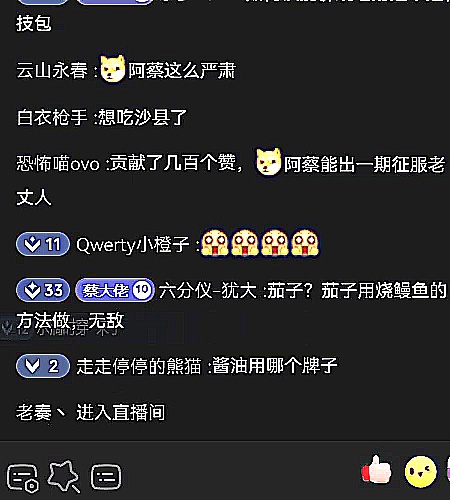 技包
云山永春 :阿蔡这么严肃
白衣枪手 :想吃沙县了
恐怖喵ovo :贡献了几百个赞，阿蔡能出一期征服老
丈人
11 Qwerty小橙子 :
33 蔡大佬 10 六分仪-犹大 :茄子？茄子用烧鳗鱼的
方法做，无敌
2 走走停停的熊猫 :酱油用哪个牌子
老奏丶 进入直播间